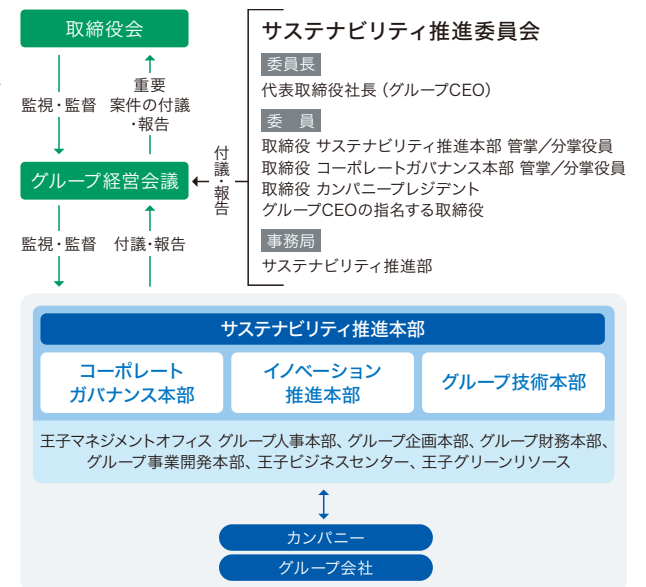 取締役会
監視・監督
重要
案件の付議
・報告
グループ経営会議
付議・報告
監視・監督
付議・報告
サステナビリティ推進委員会
委員長
代表取締役社長（グループCEO）
委　員
取締役 サステナビリティ推進本部 管掌／分掌役員
取締役 コーポレートガバナンス本部 管掌／分掌役員
取締役 カンパニープレジデント
グループCEOの指名する取締役
事務局
サステナビリティ推進部
サステナビリティ推進本部
コーポレート
ガバナンス本部
イノベーション
推進本部
グループ技術本部
王子マネジメントオフィス グループ人事本部、グループ企画本部、グループ財務本部、
グループ事業開発本部、王子ビジネスセンター、王子グリーンリソース
カンパニー
グループ会社